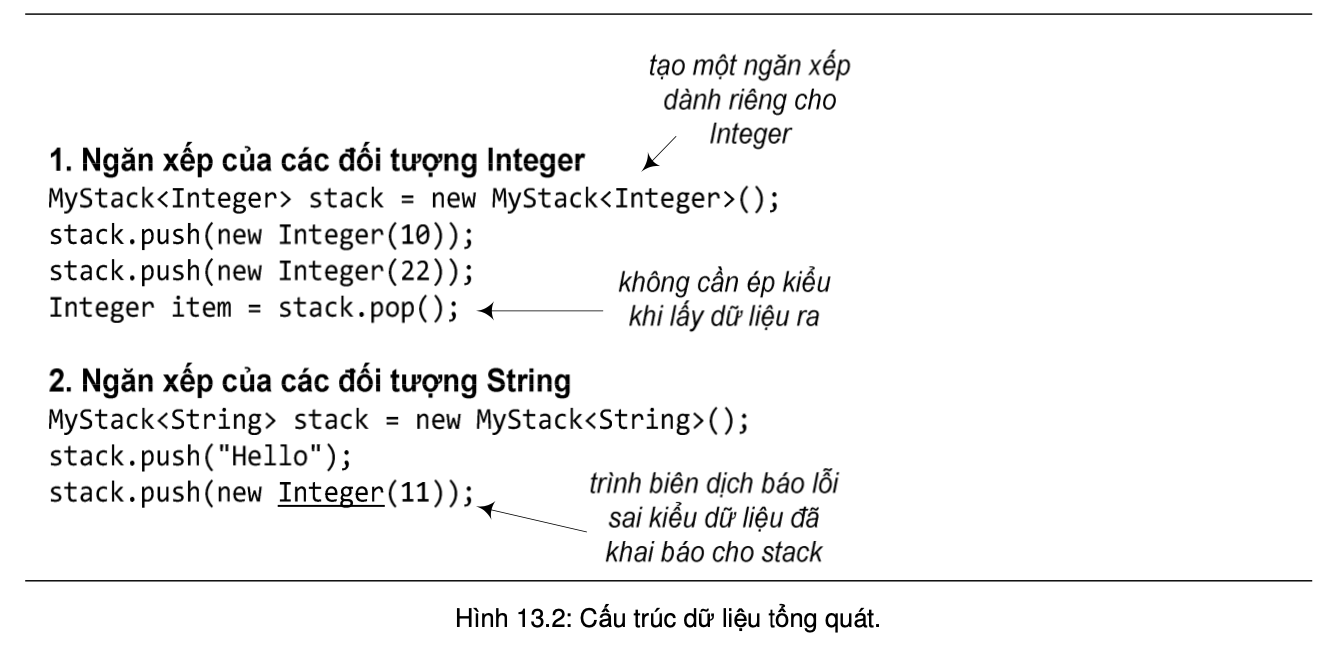 tạo một ngăn xếp
dành riêng cho
Integer
1. Ngăn xếp của các đối tượng Integer
MyStack<Integer> stack = new MyStack<Integer>();
stack.push(new Integer(10));
stack.push(new Integer(22));
Integer item = stack.pop();
không cần ép kiểu
khi lấy dữ liệu ra
2. Ngăn xếp của các đối tượng String
MyStack<String> stack = new MyStack<String>();
stack.push("Hello");
stack.push(new Integer(11));
trình biên dịch báo lỗi
sai kiểu dữ liệu đã
khai báo cho stack
Hình 13.2: Cấu trúc dữ liệu tổng quát.